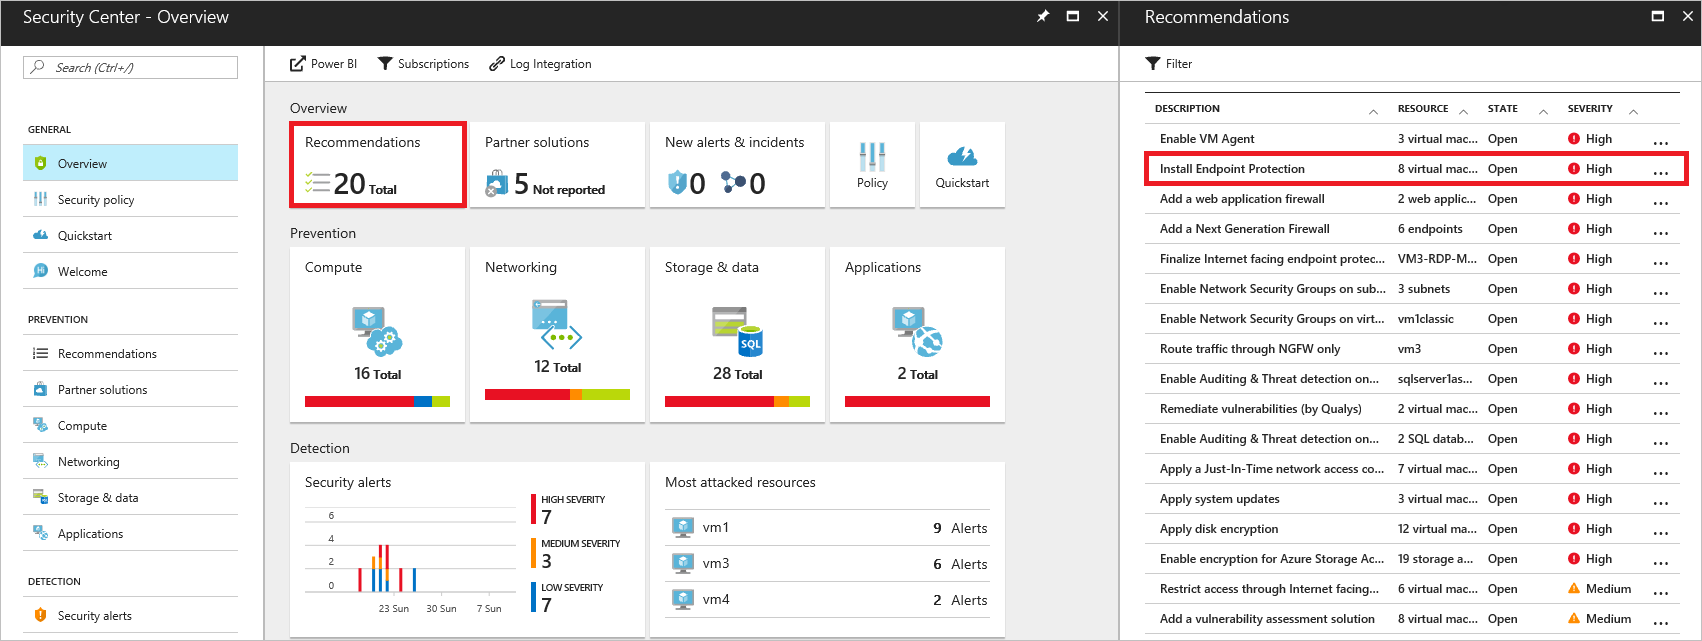 Security Center - Overview
Search (Ctrl+/)
GENERAL
Overview
Security policy
Quickstart
Welcome
PREVENTION
Recommendations
Partner solutions
Compute
Networking
Storage & data
Applications
DETECTION
Security alerts
Power BI Subscriptions Log Integration
Overview
Recommendations
20 Total
Partner solutions
5 Not reported
New alerts & incidents
0 0
Policy
Quickstart
Prevention
Compute
16 Total
Networking
12 Total
Storage & data
SQL
28 Total
Applications
2 Total
Detection
Security alerts
6
4
2
0
23 Sun 30 Sun 7 Sun
HIGH SEVERITY
7
MEDIUM SEVERITY
3
LOW SEVERITY
7
Most attacked resources
vm1 9 Alerts
vm3 6 Alerts
vm4 2 Alerts
Recommendations
Filter
DESCRIPTION RESOURCE STATE SEVERITY
Enable VM Agent 3 virtual mac... Open High ...
Install Endpoint Protection 8 virtual mac... Open High ...
Add a web application firewall 2 web applic... Open High ...
Add a Next Generation Firewall 6 endpoints Open High ...
Finalize Internet facing endpoint protec... VM3-RDP-M... Open High ...
Enable Network Security Groups on sub... 3 subnets Open High ...
Enable Network Security Groups on virt... vm1classic Open High ...
Route traffic through NGFW only vm3 Open High ...
Enable Auditing & Threat detection on... sqlserver1as... Open High ...
Remediate vulnerabilities (by Qualys) 2 virtual mac... Open High ...
Enable Auditing & Threat detection on... 2 SQL datab... Open High ...
Apply a Just-In-Time network access co... 7 virtual mac... Open High ...
Apply system updates 3 virtual mac... Open High ...
Apply disk encryption 12 virtual ma... Open High ...
Enable encryption for Azure Storage Ac... 19 storage a... Open High ...
Restrict access through Internet facing... 6 virtual mac... Open Medium ...
Add a vulnerability assessment solution 8 virtual mac... Open Medium ...